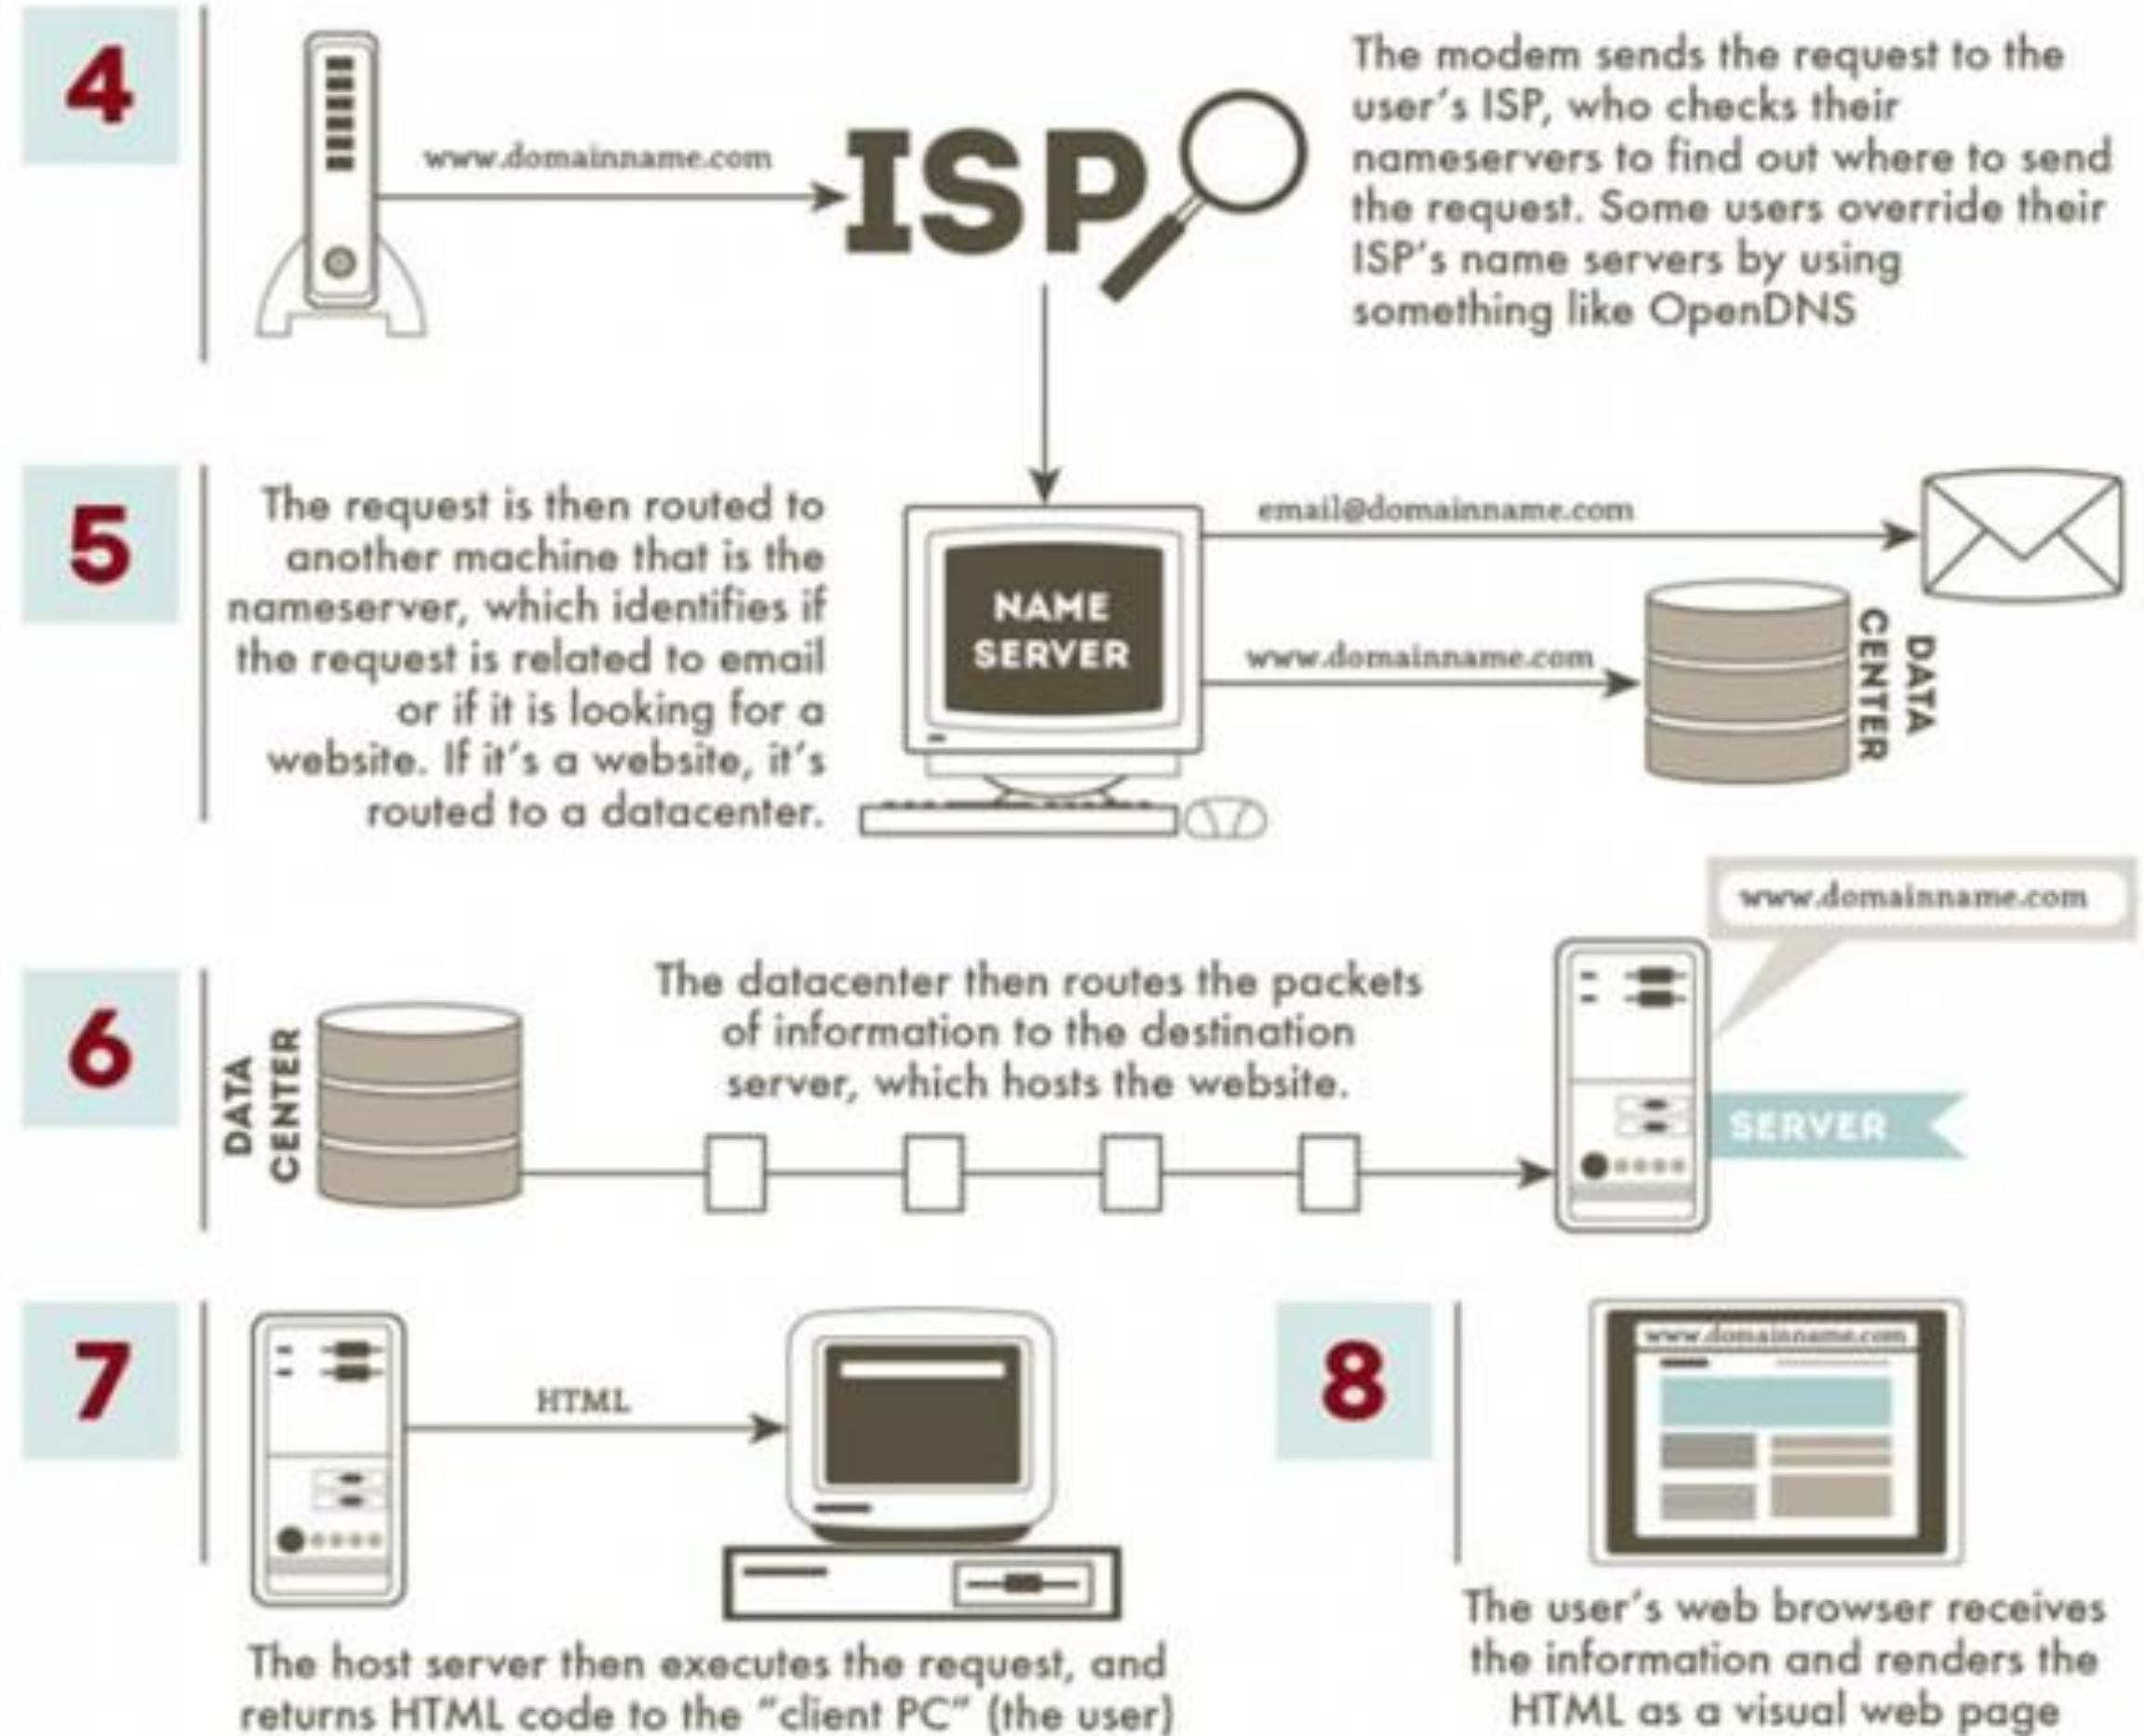 4
www.domainname.com
ISP
The modem sends the request to the
user's ISP, who checks their
nameservers to find out where to send
the request. Some users override their
ISP's name servers by using
something like OpenDNS
5
The request is then routed to
another machine that is the
nameserver, which identifies if
the request is related to email
or if it is looking for a
website. If it's a website, it's
routed to a datacenter.
NAME
SERVER
email@domainname.com
www.domainname.com
DATA
CENTER
6
DATA
CENTER
The datacenter then routes the packets
of information to the destination
server, which hosts the website.
www.domainname.com
SERVER
7
HTML
The host server then executes the request, and
returns HTML code to the "client PC" (the user)
8
www.domainname.com
The user's web browser receives
the information and renders the
HTML as a visual web page